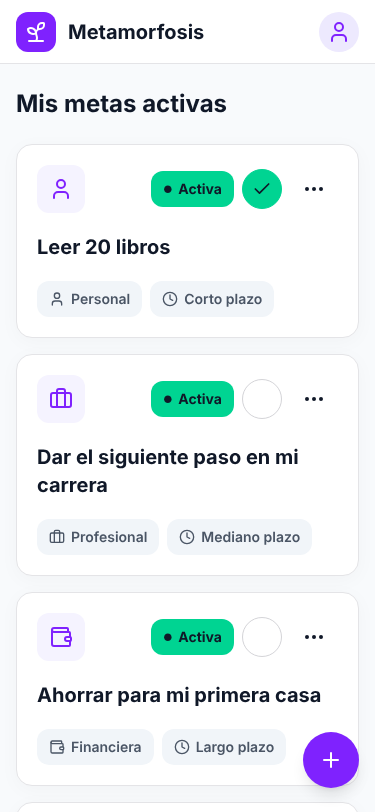 Metamorfosis
Mis metas activas
Activa
Leer 20 libros
Personal
Corto plazo
Activa
Dar el siguiente paso en mi
carrera
Profesional
Mediano plazo
Activa
Ahorrar para mi primera casa
Financiera
Largo plazo